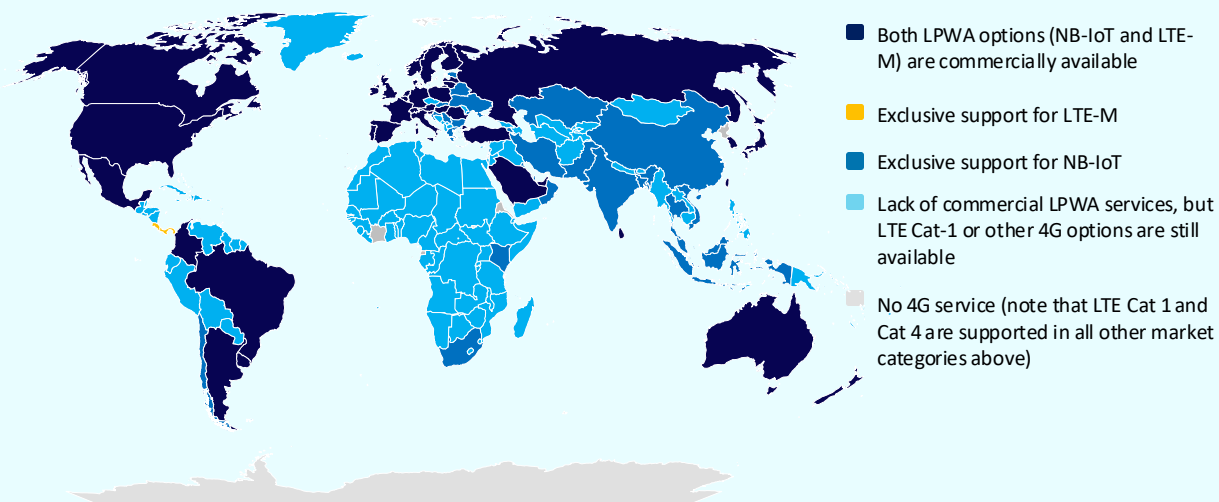 Both LPWA options (NB-IoT and LTE-
M) are commercially available
Exclusive support for LTE-M
Exclusive support for NB-IoT
Lack of commercial LPWA services, but
LTE Cat-1 or other 4G options are still
available
No 4G service (note that LTE Cat 1 and
Cat 4 are supported in all other market
categories above)